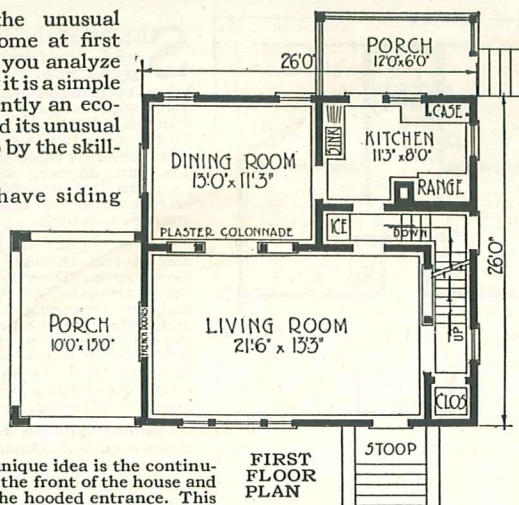 the unusual
ome at first
you analyze
it is a simple
ntly an eco-
d its unusual
by the skill-
have siding
PORCH
12'0"x6'0"
26'0"
CASE
SINK
KITCHEN
11'3"x8'0"
RANGE
DINING ROOM
13'0"x11'3"
PLASTER COLONNADE
ICE
DOWN
26'0"
PORCH
10'0"x15'0"
FRENCH DOORS
LIVING ROOM
21'6" x 13'3"
UP
CLOS
STOOP
FIRST
FLOOR
PLAN
nique idea is the continu-
the front of the house and
he hooded entrance. This